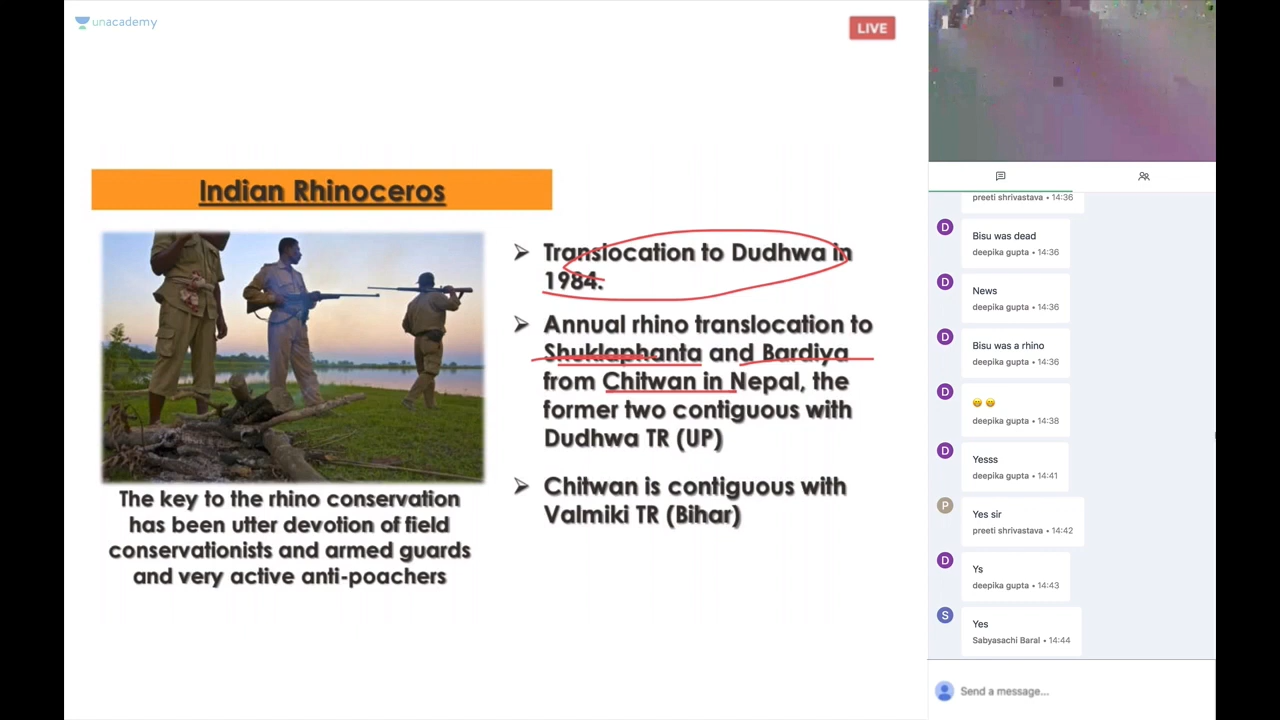 unacademy
LIVE
Indian Rhinoceros
Translocation to Dudhwa in
1984.
Annual rhino translocation to
Shuklaphanta and Bardiya
from Chitwan in Nepal, the
former two contiguous with
Dudhwa TR (UP)
Chitwan is contiguous with
Valmiki TR (Bihar)
The key to the rhino conservation
has been utter devotion of field
conservationists and armed guards
and very active anti-poachers
preeti shrivastava • 14:36
D
Bisu was dead
deepika gupta • 14:36
D
News
deepika gupta • 14:36
D
Bisu was a rhino
deepika gupta • 14:36
D
deepika gupta • 14:38
D
Yesss
deepika gupta • 14:41
P
Yes sir
preeti shrivastava • 14:42
D
Ys
deepika gupta • 14:43
S
Yes
Sabyasachi Baral • 14:44
Send a message...